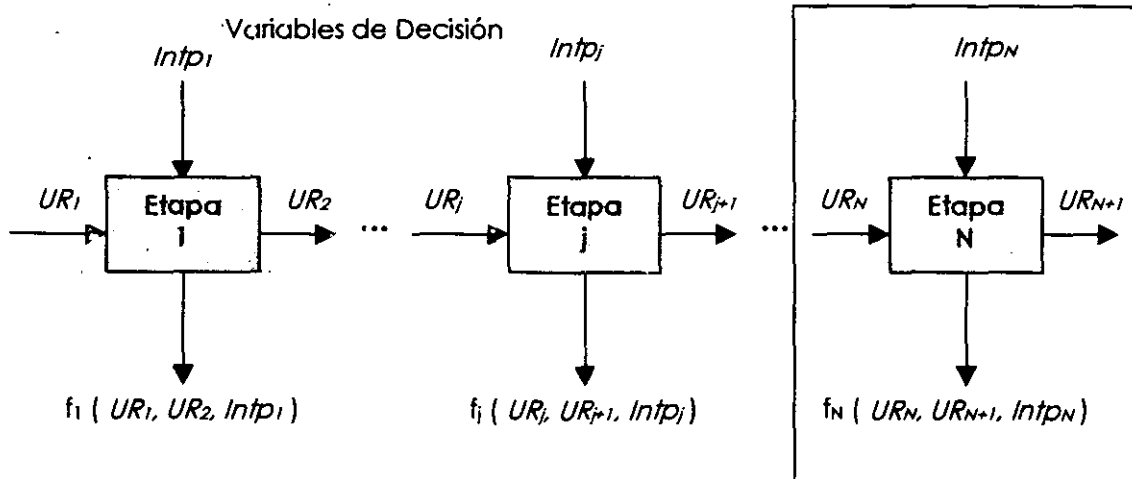 Variables de Decisión
Intp1 Intpj IntpN
UR1 Etapa 1 UR2 ... URj Etapa j URj+1 ... URN Etapa N URN+1
f1 ( UR1, UR2, Intp1 ) fj ( URj, URj+1, Intpj ) fN ( URN, URN+1, IntpN )